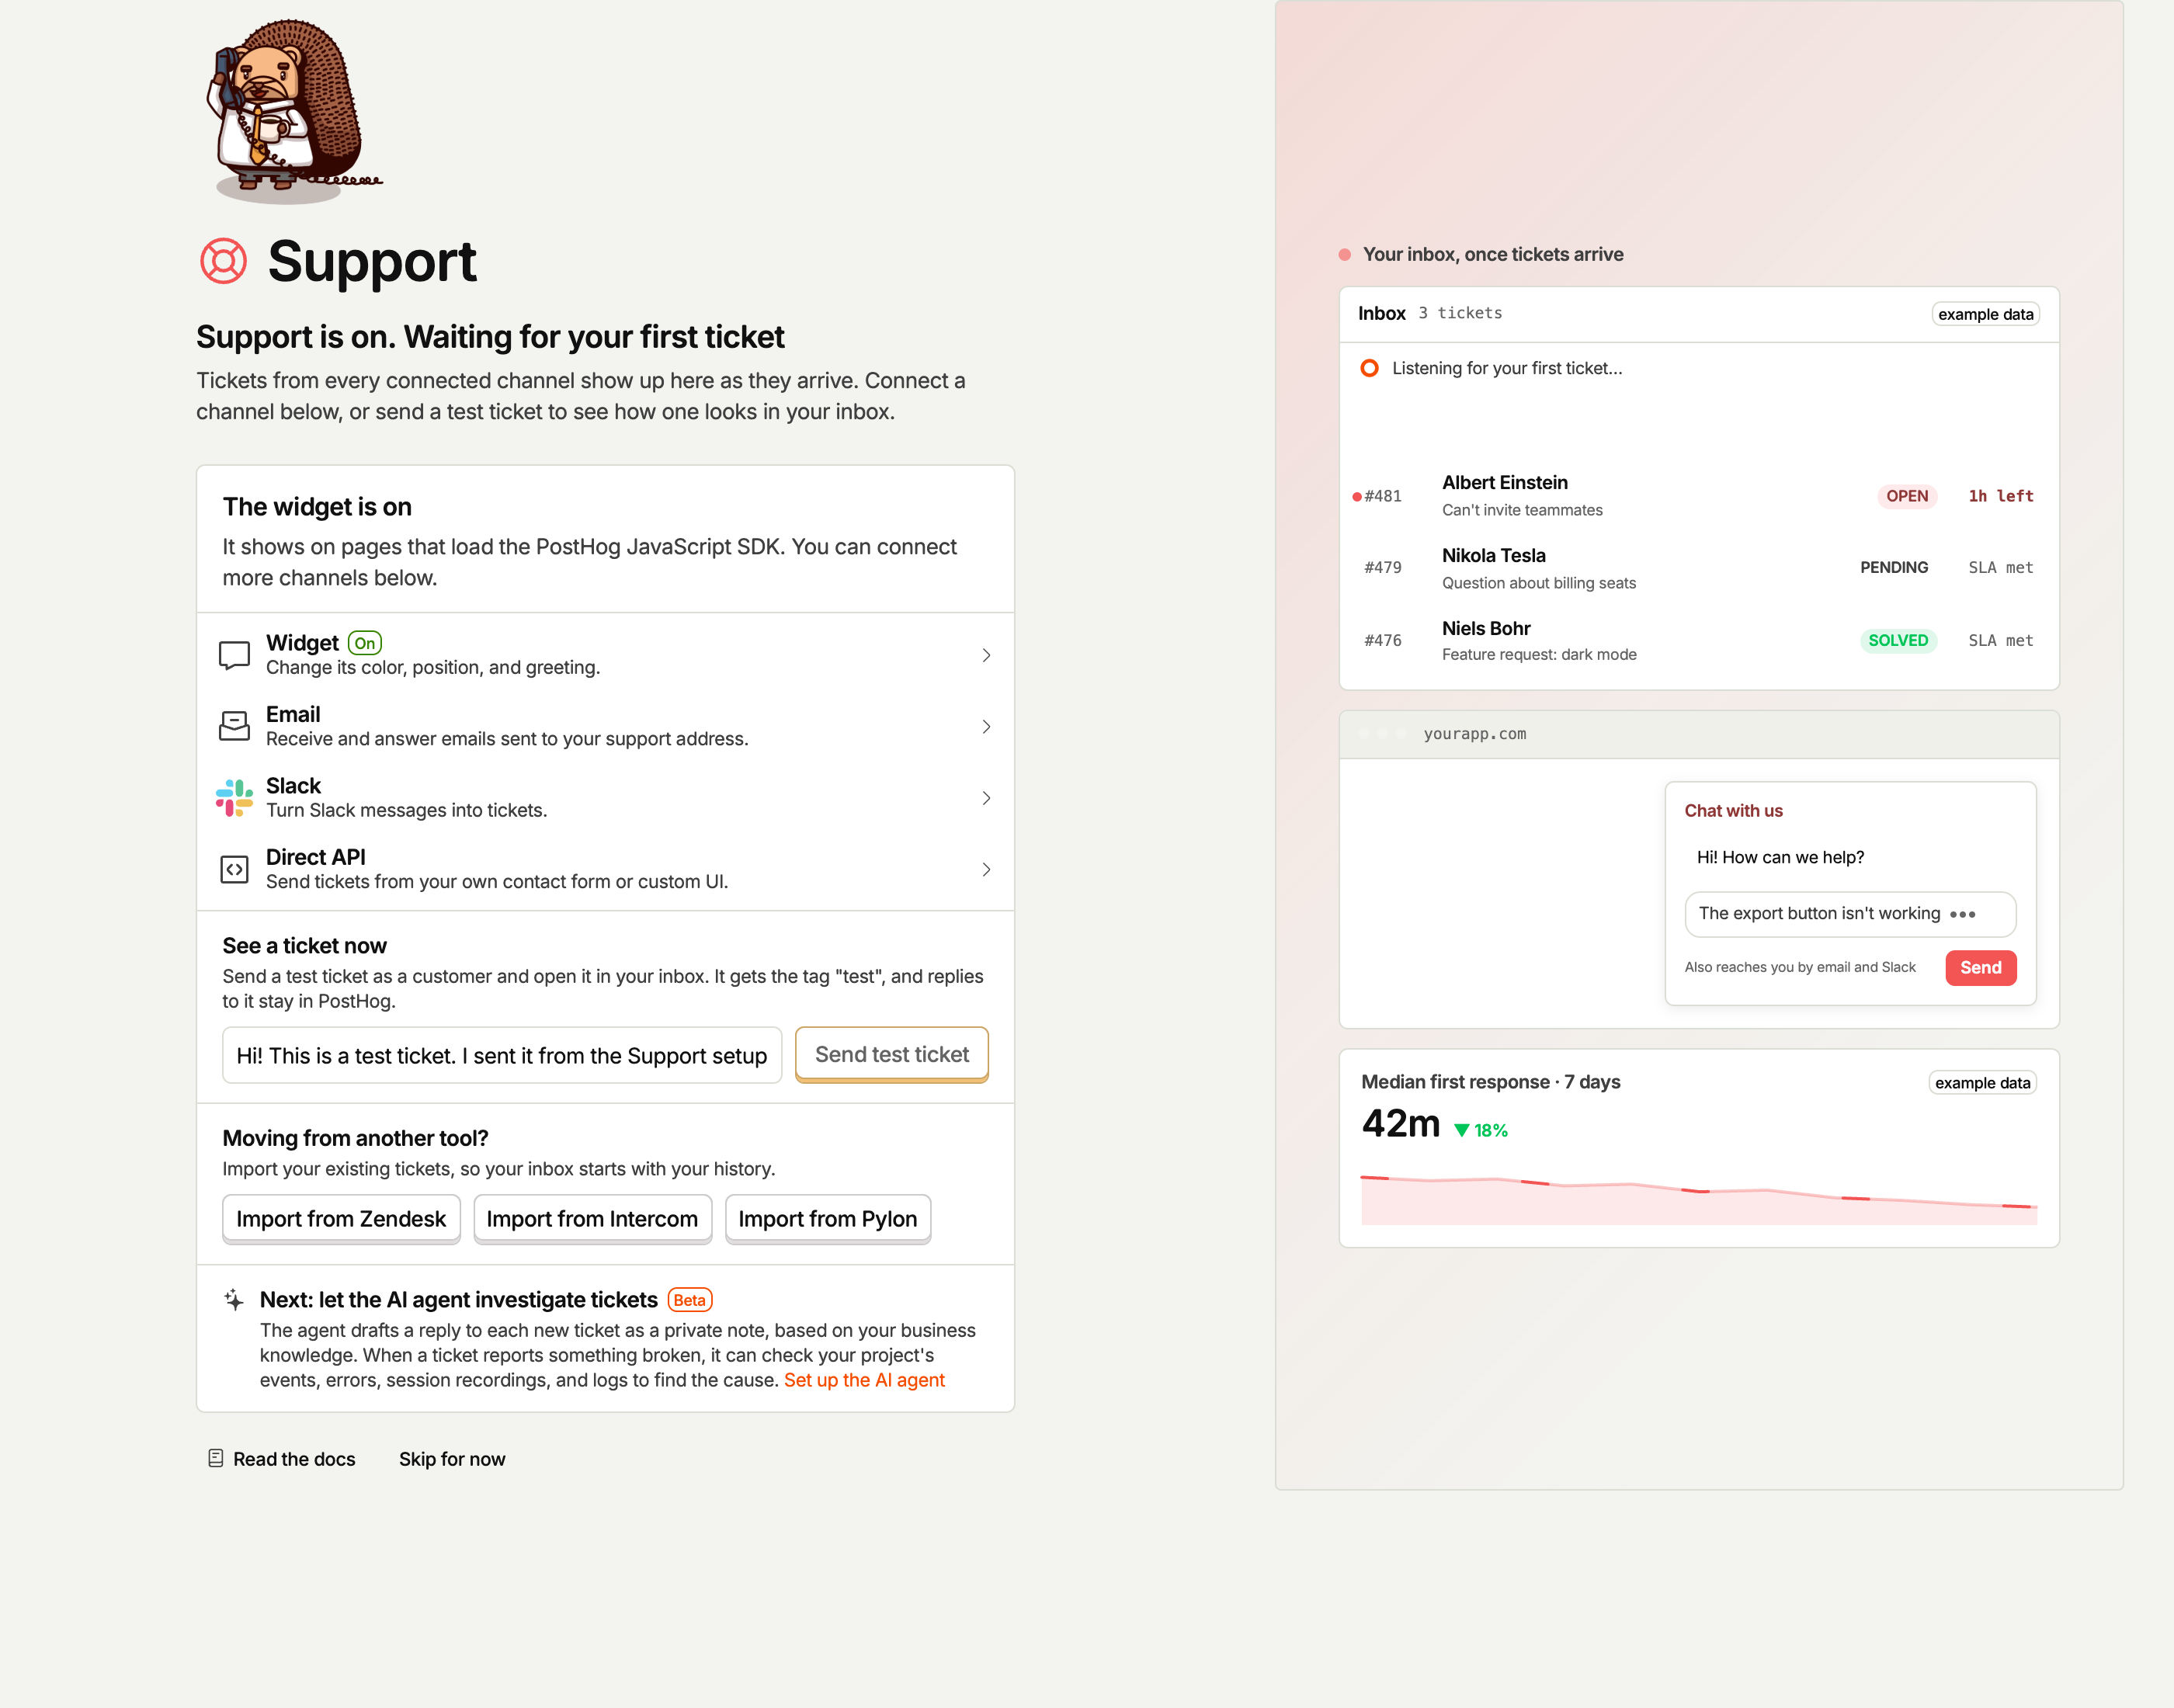 Support
Support is on. Waiting for your first ticket
Tickets from every connected channel show up here as they arrive. Connect a
channel below, or send a test ticket to see how one looks in your inbox.
The widget is on
It shows on pages that load the PostHog JavaScript SDK. You can connect
more channels below.
Widget On
Change its color, position, and greeting.
Email
Receive and answer emails sent to your support address.
Slack
Turn Slack messages into tickets.
Direct API
Send tickets from your own contact form or custom UI.
See a ticket now
Send a test ticket as a customer and open it in your inbox. It gets the tag "test", and replies
to it stay in PostHog.
Hi! This is a test ticket. I sent it from the Support setup
Send test ticket
Moving from another tool?
Import your existing tickets, so your inbox starts with your history.
Import from Zendesk
Import from Intercom
Import from Pylon
Next: let the AI agent investigate tickets Beta
The agent drafts a reply to each new ticket as a private note, based on your business
knowledge. When a ticket reports something broken, it can check your project's
events, errors, session recordings, and logs to find the cause. Set up the AI agent
Read the docs
Skip for now
Your inbox, once tickets arrive
Inbox 3 tickets example data
Listening for your first ticket...
#481 Albert Einstein OPEN 1h left
Can't invite teammates
#479 Nikola Tesla PENDING SLA met
Question about billing seats
#476 Niels Bohr SOLVED SLA met
Feature request: dark mode
yourapp.com
Chat with us
Hi! How can we help?
The export button isn't working
Also reaches you by email and Slack
Send
Median first response · 7 days example data
42m ▼ 18%